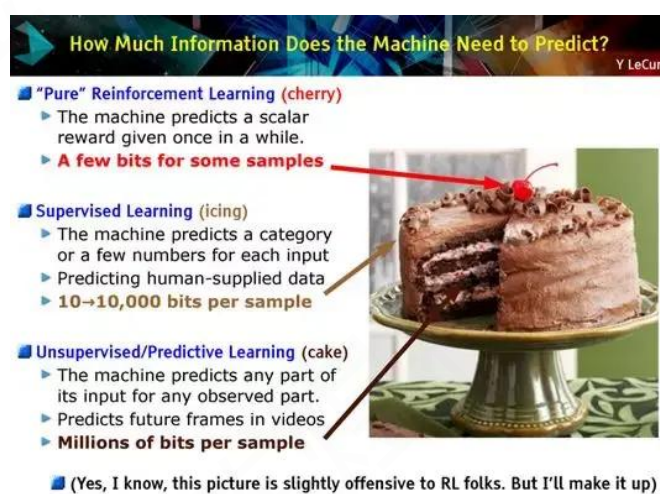 How Much Information Does the Machine Need to Predict?
Y LeCun
"Pure" Reinforcement Learning (cherry)
The machine predicts a scalar
reward given once in a while.
A few bits for some samples
Supervised Learning (icing)
The machine predicts a category
or a few numbers for each input
Predicting human-supplied data
10→10,000 bits per sample
Unsupervised/Predictive Learning (cake)
The machine predicts any part of
its input for any observed part.
Predicts future frames in videos
Millions of bits per sample
(Yes, I know, this picture is slightly offensive to RL folks. But I'll make it up)